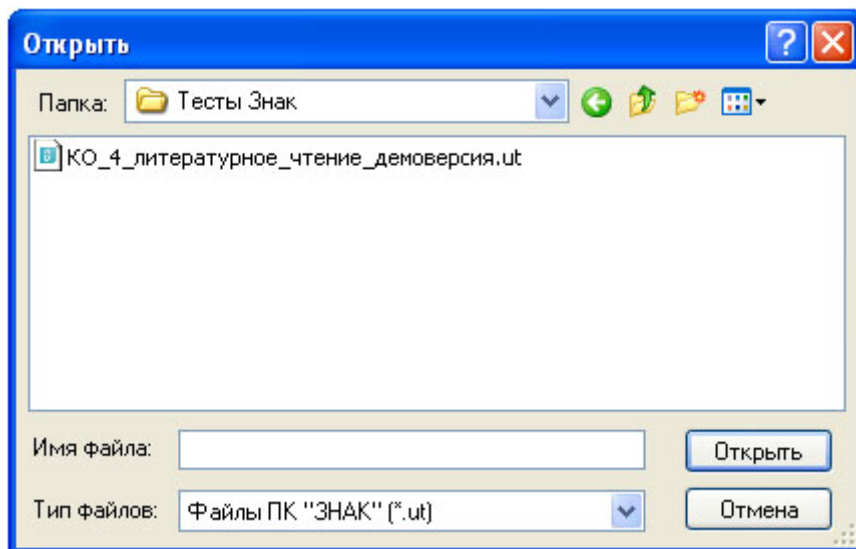 Открыть
Папка: Тесты Знак
КО_4_литературное_чтение_демоверсия.ut
Имя файла: Открыть
Тип файлов: Файлы ПК "ЗНАК" (*.ut) Отмена